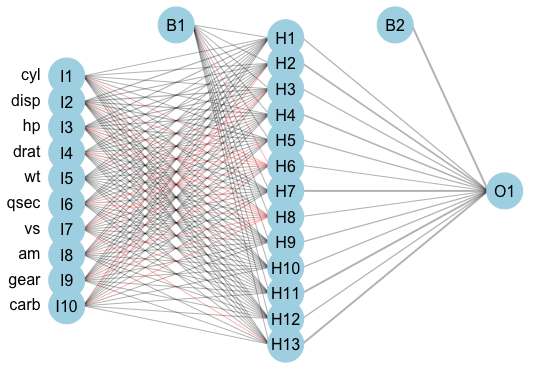 B1
B2
H1
H2
H3
H4
H5
H6
H7
H8
H9
H10
H11
H12
H13
cyl I1
disp I2
hp I3
drat I4
wt I5
qsec I6
vs I7
am I8
gear I9
carb I10
O1